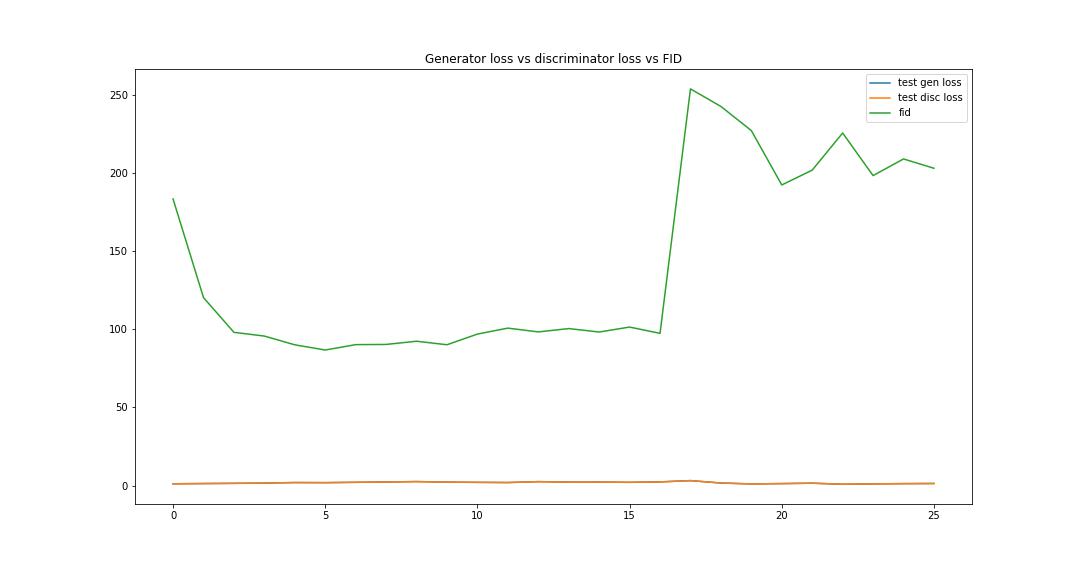 Generator loss vs discriminator loss vs FID
test gen loss
test disc loss
fid
250
200
150
100
50
0
0 5 10 15 20 25